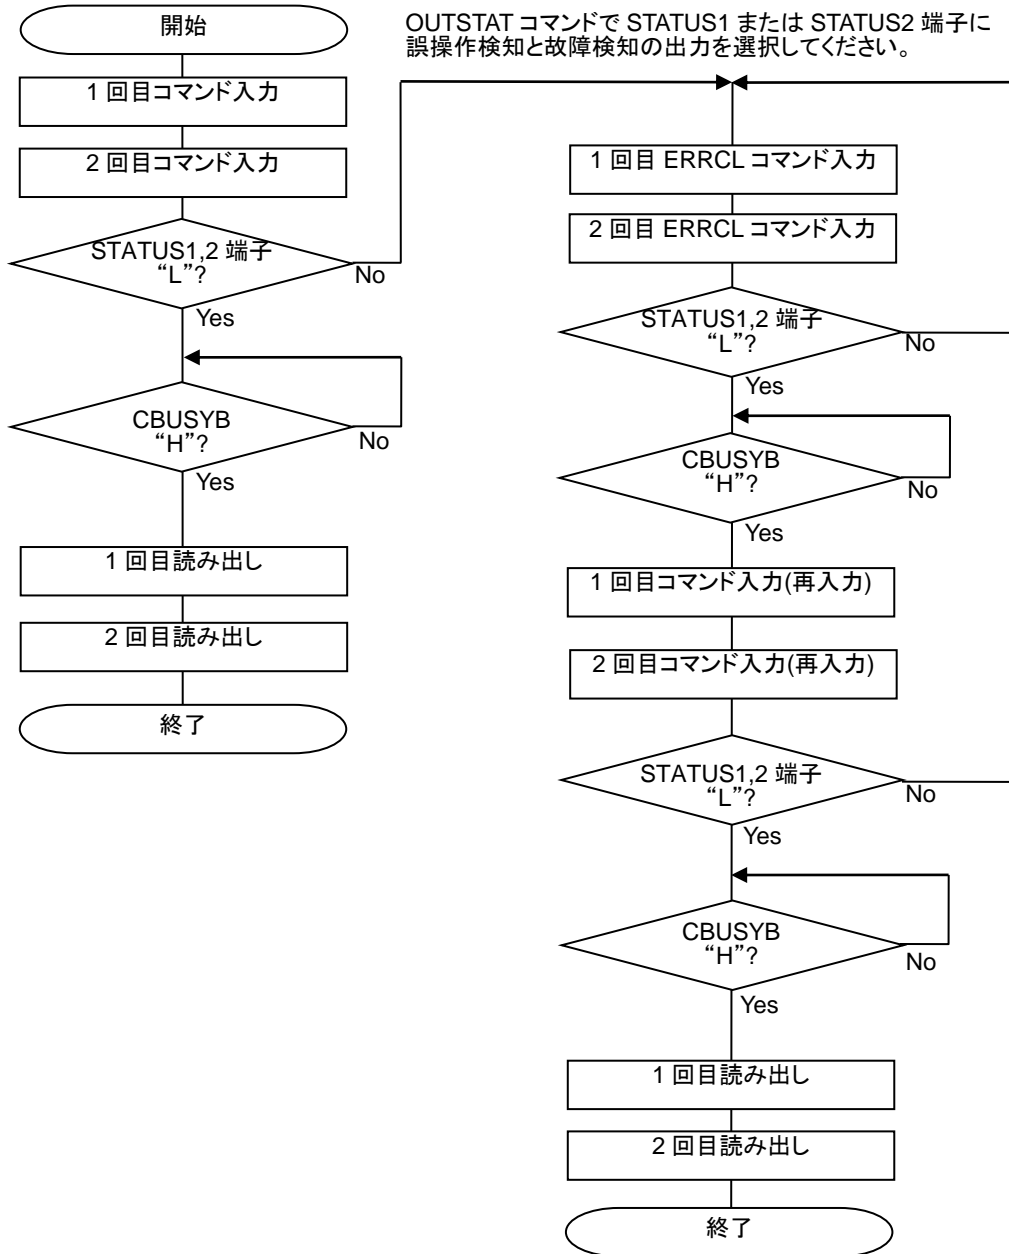 OUTSTAT コマンドで STATUS1 または STATUS2 端子に
誤操作検知と故障検知の出力を選択してください。
開始
1 回目コマンド入力
2 回目コマンド入力
STATUS1,2 端子
“L”?
No
Yes
CBUSYB
“H”?
No
Yes
1 回目読み出し
2 回目読み出し
終了
1 回目 ERRCL コマンド入力
2 回目 ERRCL コマンド入力
STATUS1,2 端子
“L”?
No
Yes
CBUSYB
“H”?
No
Yes
1 回目コマンド入力(再入力)
2 回目コマンド入力(再入力)
STATUS1,2 端子
“L”?
No
Yes
CBUSYB
“H”?
No
Yes
1 回目読み出し
2 回目読み出し
終了